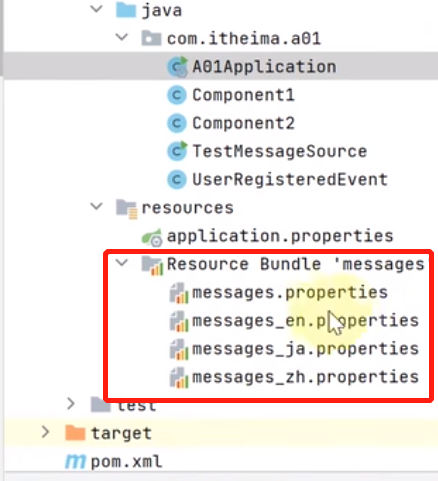 java
com.itheima.a01
A01Application
Component1
Component2
TestMessageSource
UserRegisteredEvent
resources
application.properties
Resource Bundle 'messages
messages.properties
messages_en.properties
messages_ja.properties
messages_zh.properties
test
target
pom.xml